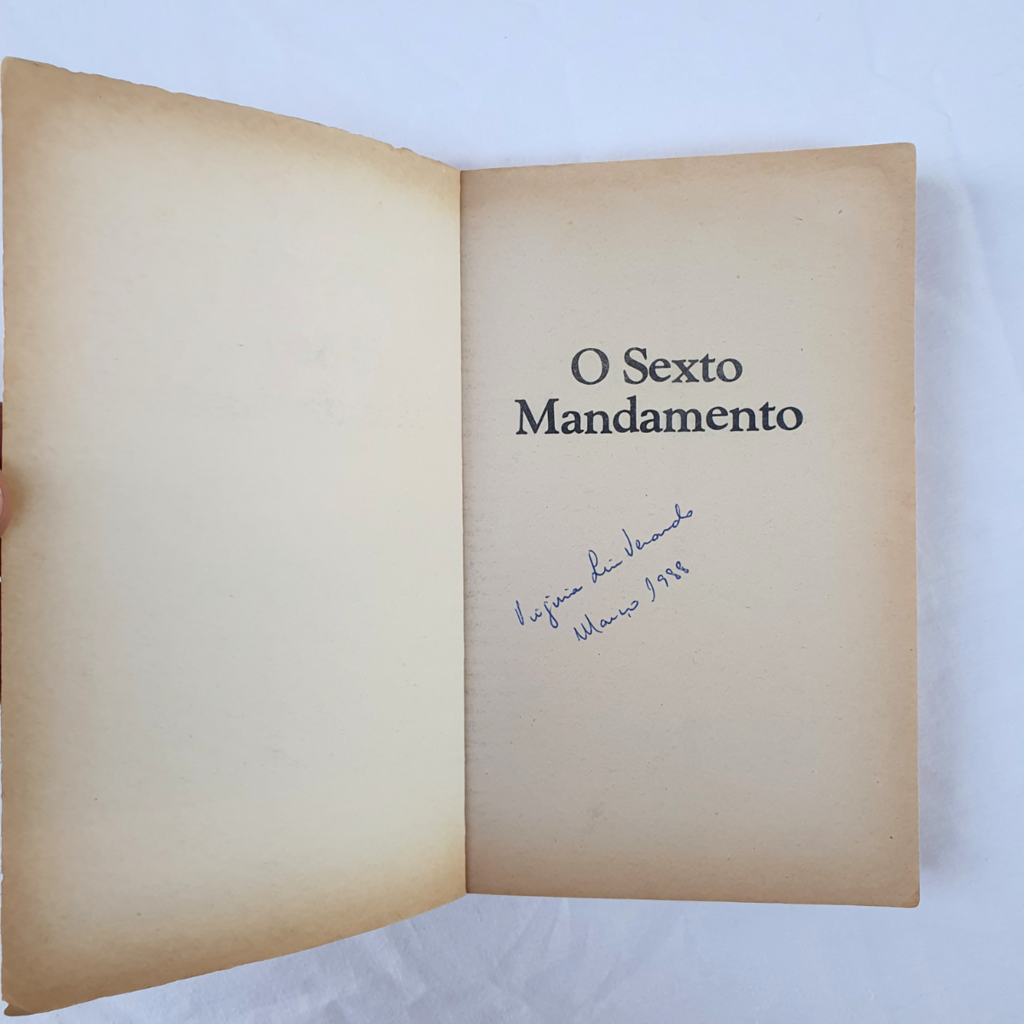 O Sexto
Mandamento
Virginia
Março 1988